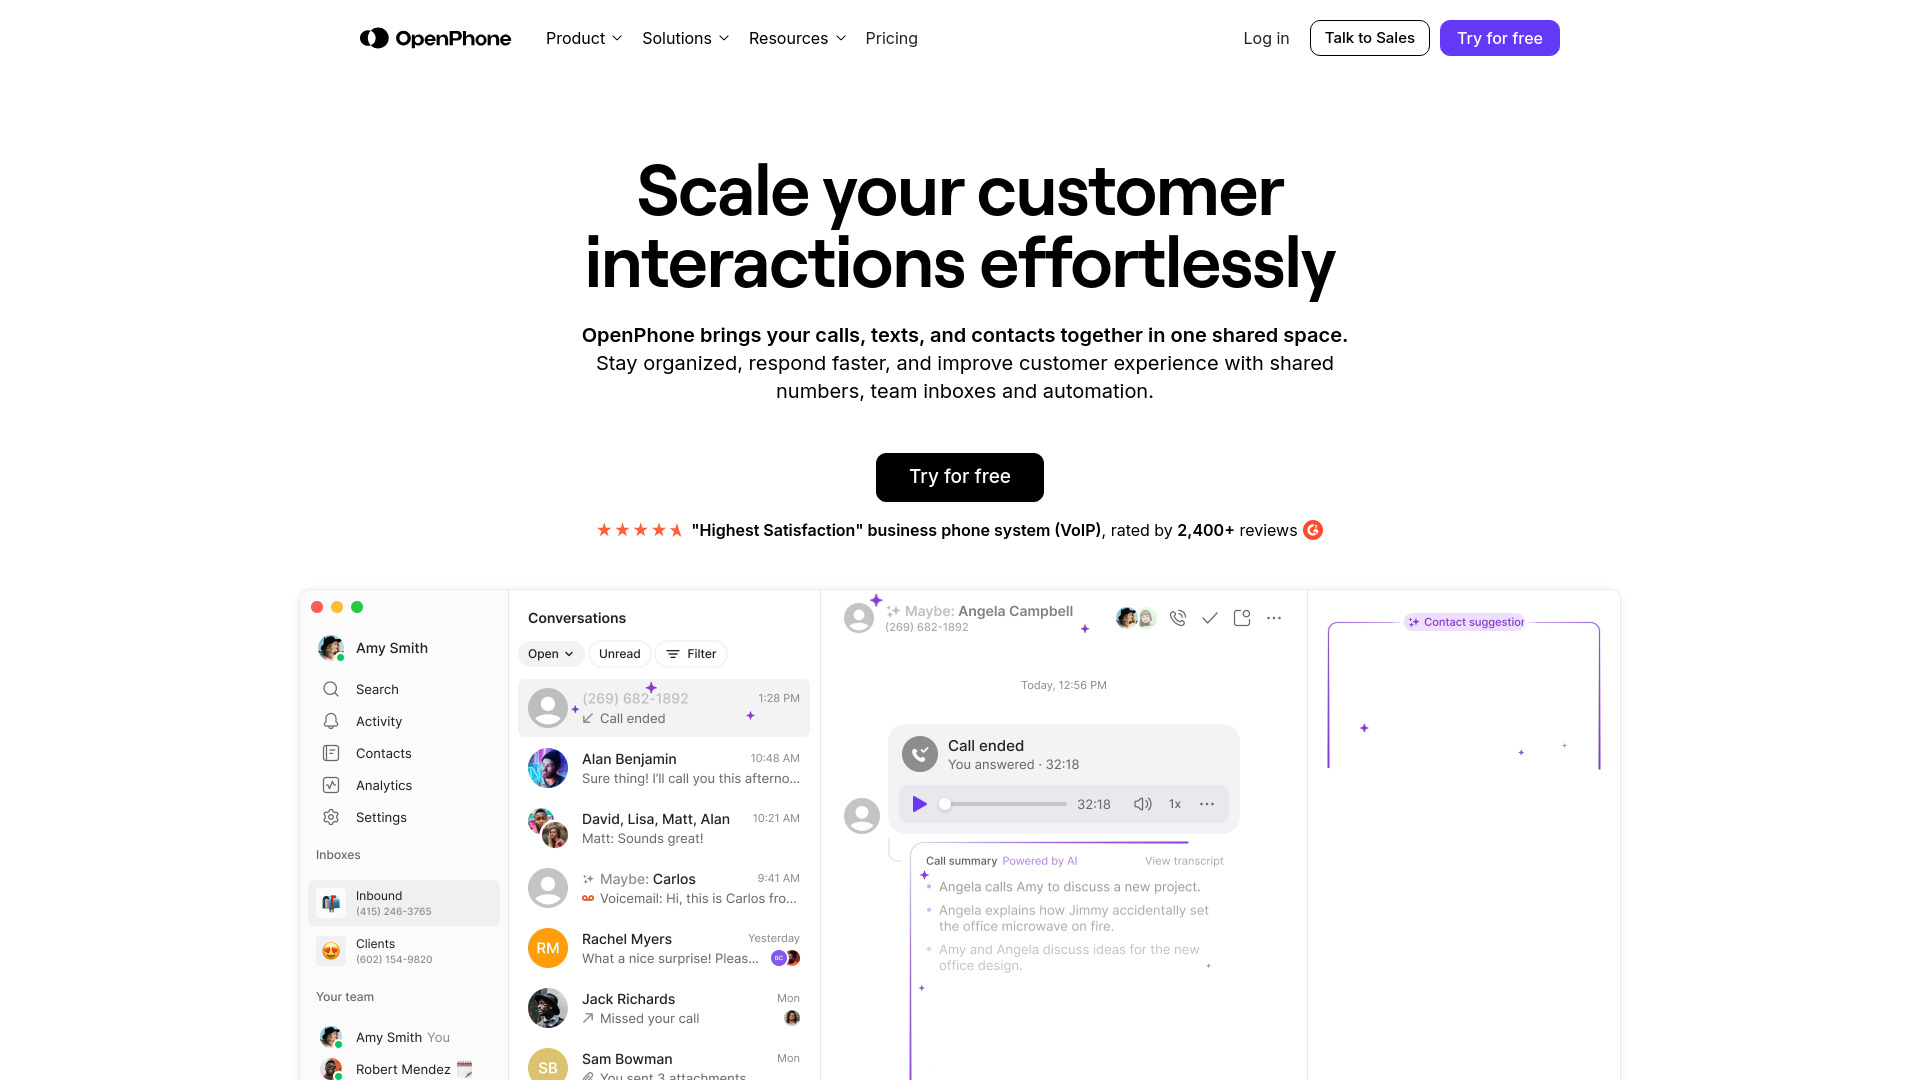 OpenPhone
Product
Solutions
Resources
Pricing
Log in
Talk to Sales
Try for free
Scale your customer
interactions effortlessly
OpenPhone brings your calls, texts, and contacts together in one shared space.
Stay organized, respond faster, and improve customer experience with shared
numbers, team inboxes and automation.
Try for free
"Highest Satisfaction" business phone system (VoIP), rated by 2,400+ reviews
Amy Smith
Search
Activity
Contacts
Analytics
Settings
Inboxes
Inbound
(415) 246-3765
Clients
(602) 154-9820
Your team
Amy Smith You
Robert Mendez
Conversations
Open
Unread
Filter
(269) 682-1892 1:28 PM
Call ended
Alan Benjamin 10:48 AM
Sure thing! I'll call you this afterno...
David, Lisa, Matt, Alan 10:21 AM
Matt: Sounds great!
Maybe: Carlos 9:41 AM
Voicemail: Hi, this is Carlos fro...
RM
Rachel Myers Yesterday
What a nice surprise! Pleas...
BC
Jack Richards Mon
Missed your call
SB
Sam Bowman Mon
You sent 3 attachments
Maybe: Angela Campbell
(269) 682-1892
Today, 12:56 PM
Call ended
You answered · 32:18
32:18
1x
Call summary Powered by AI View transcript
• Angela calls Amy to discuss a new project.
• Angela explains how Jimmy accidentally set
the office microwave on fire.
• Amy and Angela discuss ideas for the new
office design.
Contact suggestion